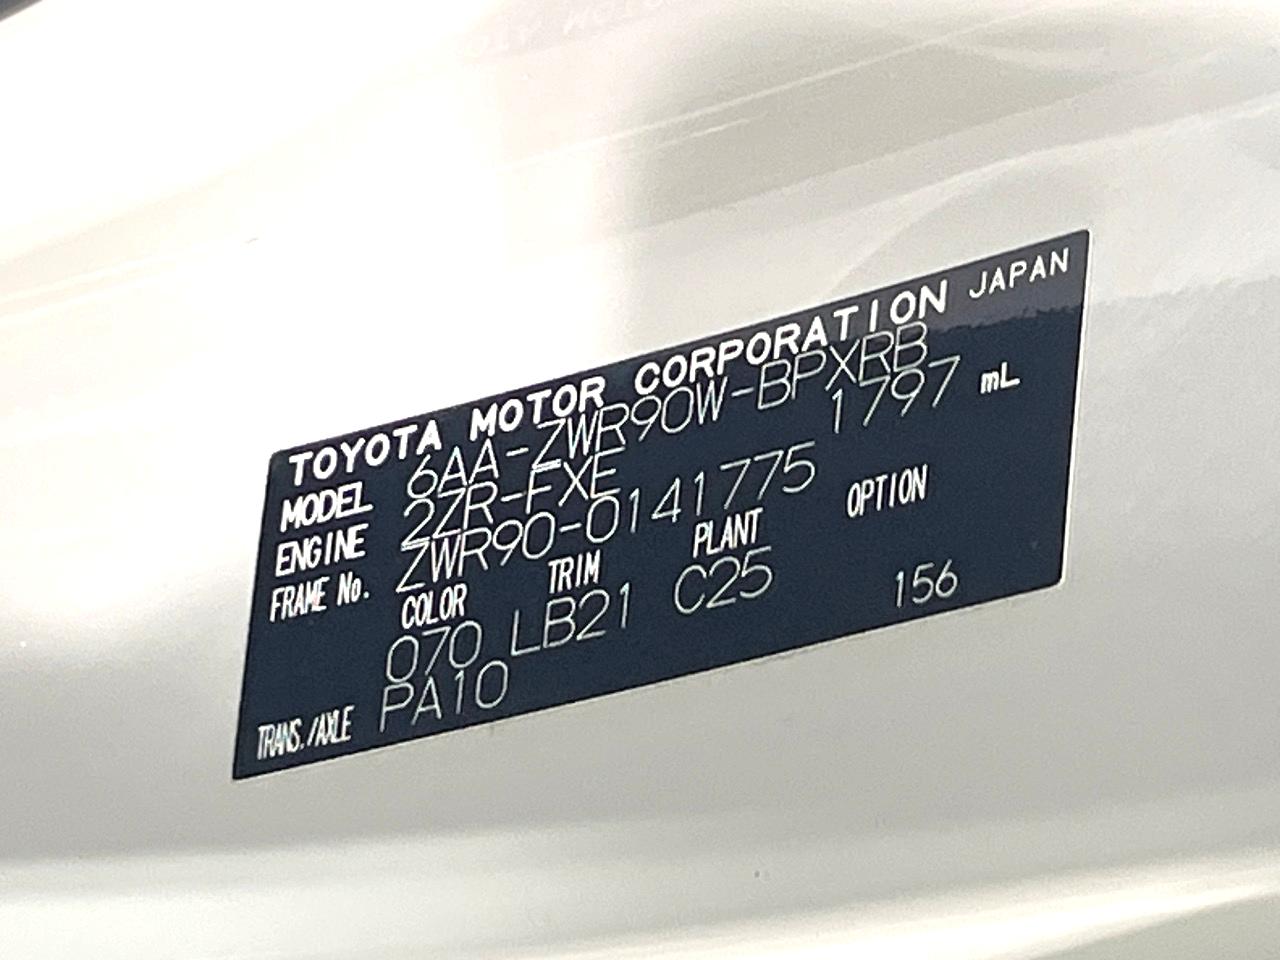 TOYOTA MOTOR CORPORATION JAPAN
MODEL 6AA-ZWR90W-BPXRB
ENGINE 2ZR-FXE 1797 mL
FRAME No. ZWR90-0141775
COLOR TRIM PLANT OPTION
070 LB21 C25 156
TRANS./AXLE PA10